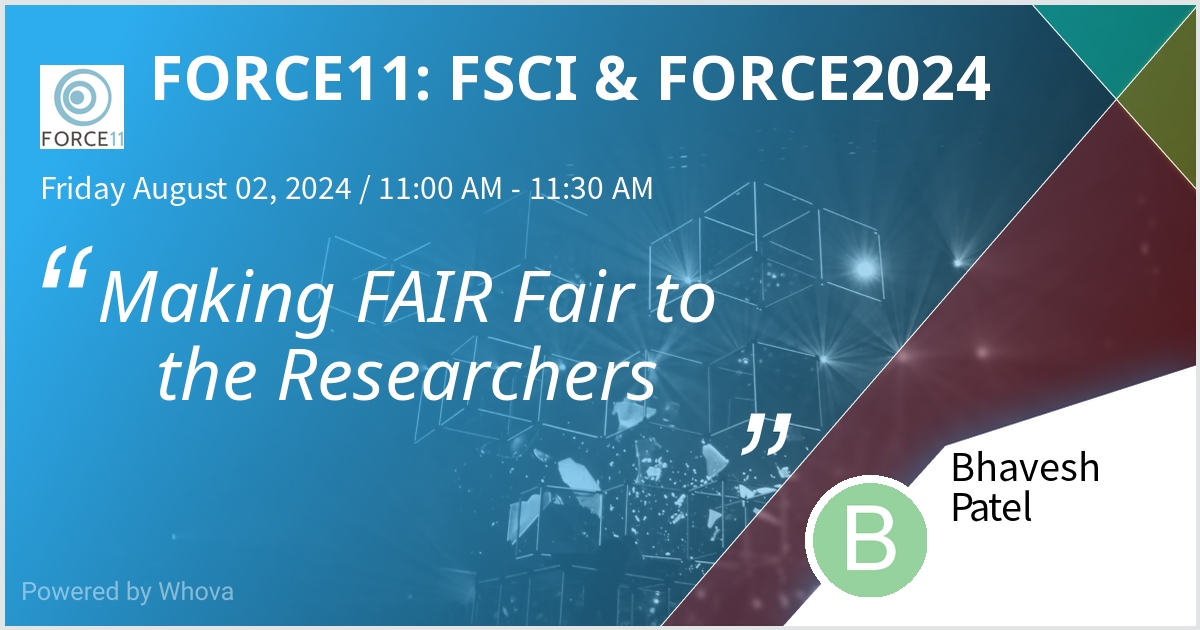 FORCE11: FSCI & FORCE2024
FORCE11
Friday August 02, 2024 / 11:00 AM - 11:30 AM
“Making FAIR Fair to
the Researchers”
Bhavesh
Patel
B
Powered by Whova